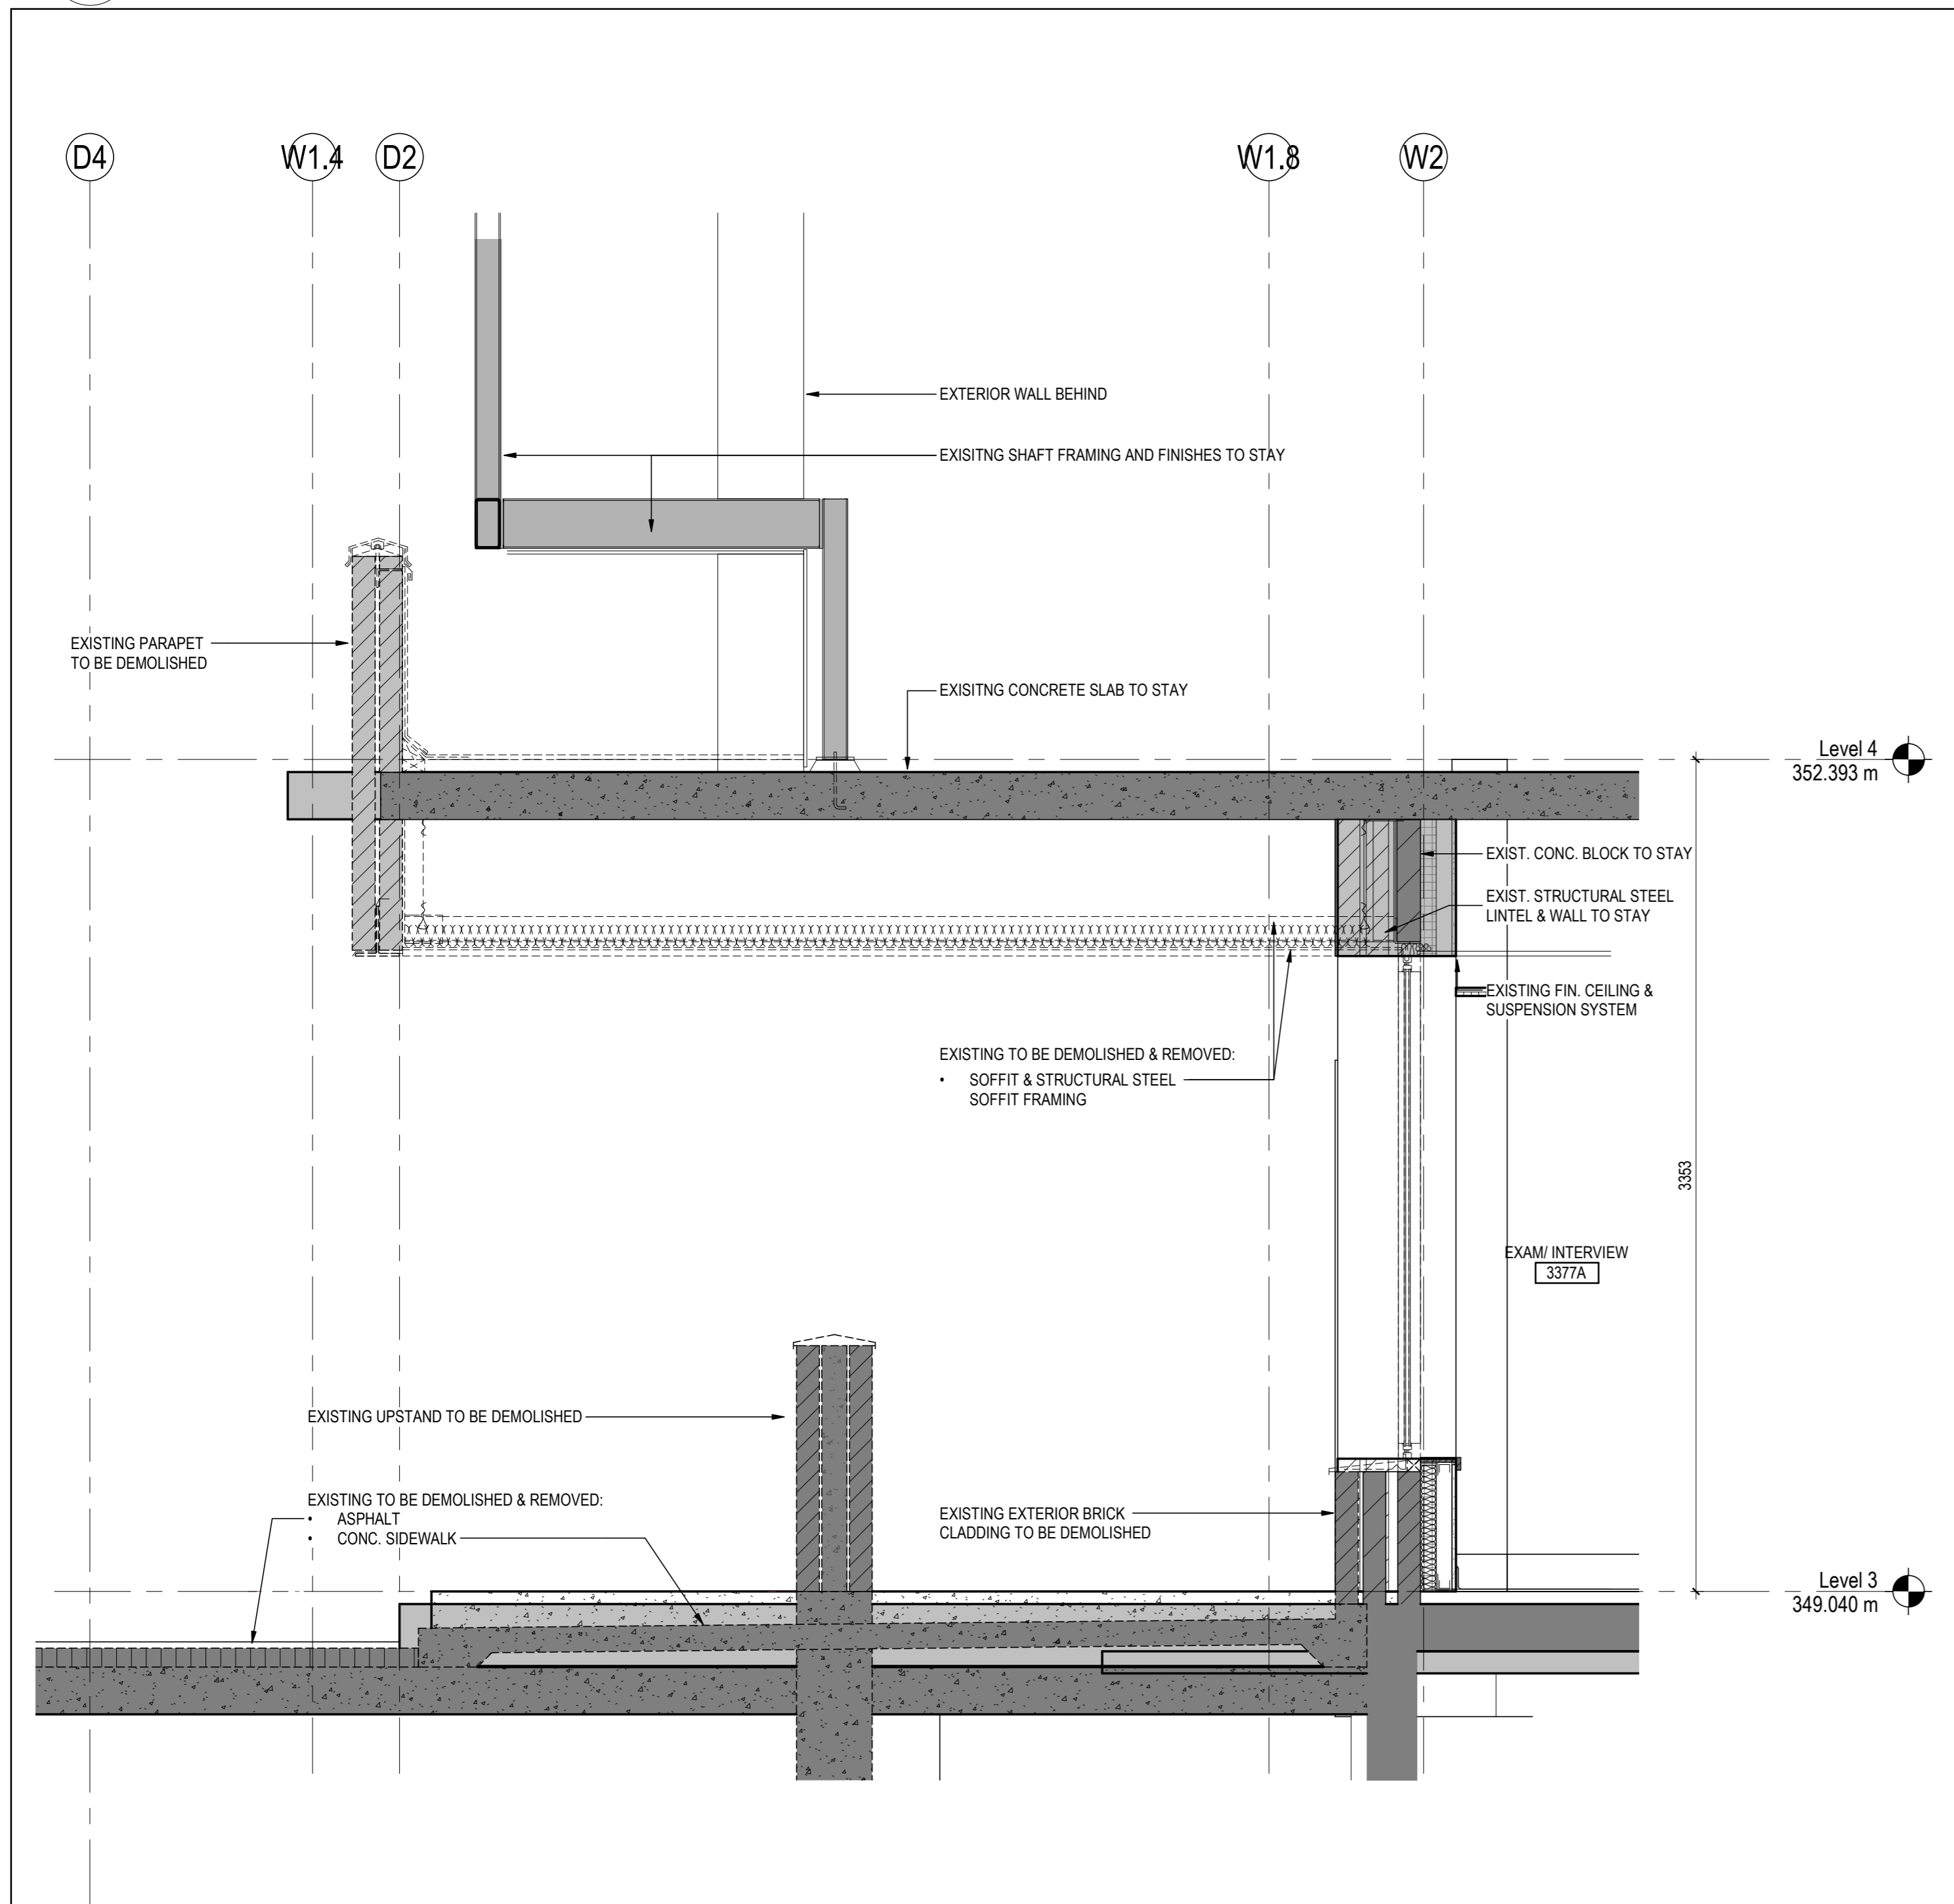 D4
W1.4
D2
W1.8
W2
EXTERIOR WALL BEHIND
EXISITNG SHAFT FRAMING AND FINISHES TO STAY
EXISTING PARAPET
TO BE DEMOLISHED
EXISITNG CONCRETE SLAB TO STAY
Level 4
352.393 m
EXIST. CONC. BLOCK TO STAY
EXIST. STRUCTURAL STEEL
LINTEL & WALL TO STAY
EXISTING FIN. CEILING &
SUSPENSION SYSTEM
EXISTING TO BE DEMOLISHED & REMOVED:
• SOFFIT & STRUCTURAL STEEL
SOFFIT FRAMING
3353
EXAM/ INTERVIEW
3377A
EXISTING UPSTAND TO BE DEMOLISHED
EXISTING TO BE DEMOLISHED & REMOVED:
• ASPHALT
• CONC. SIDEWALK
EXISTING EXTERIOR BRICK
CLADDING TO BE DEMOLISHED
Level 3
349.040 m